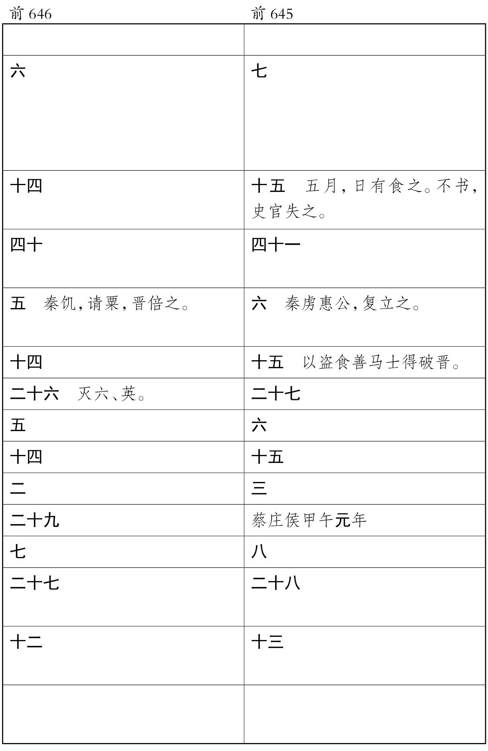 前 646 前 645
六 七
十四 十五 五月，日有食之。不书，
史官失之。
四十 四十一
五 秦饥，请粟，晋倍之。 六 秦虏惠公，复立之。
十四 十五 以盗食善马士得破晋。
二十六 灭六、英。 二十七
五 六
十四 十五
二 三
二十九 蔡庄侯甲午元年
七 八
二十七 二十八
十二 十三